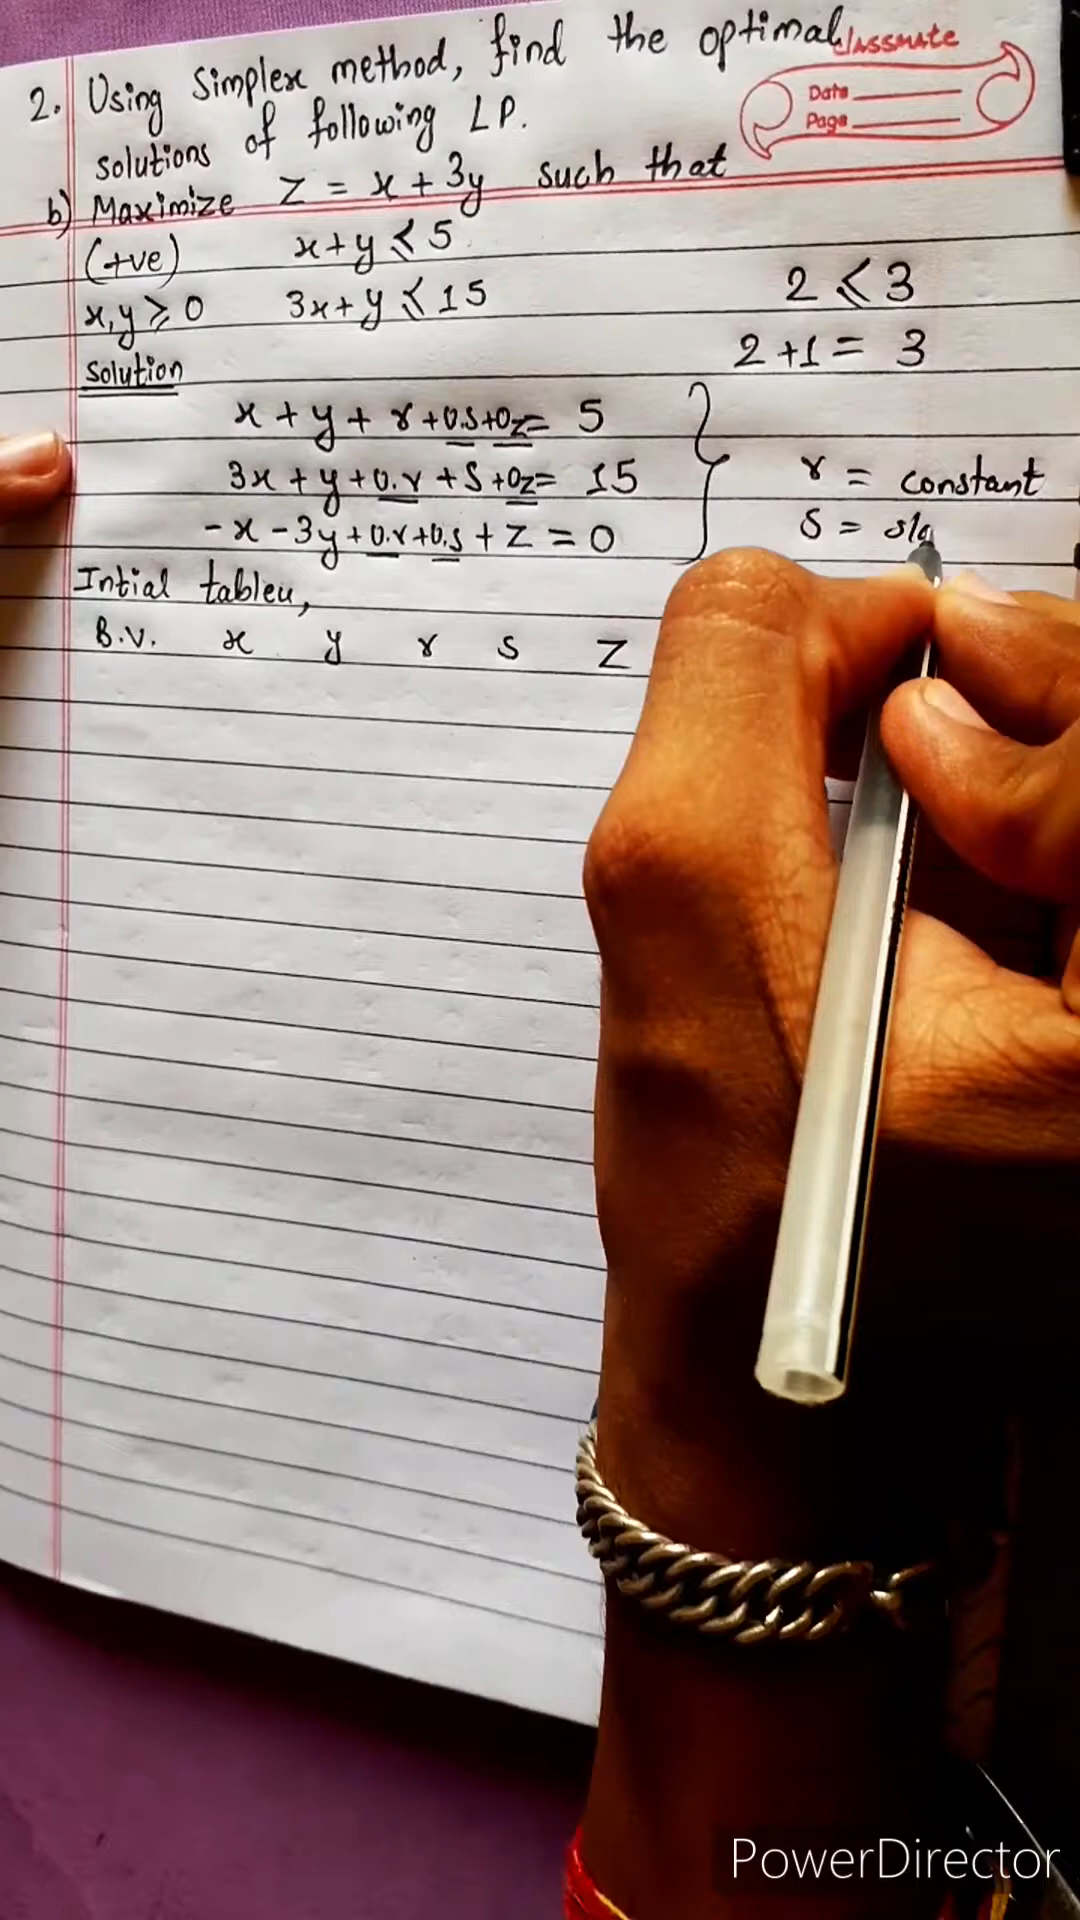 classmate
Date
Page
2. Using Simplex method, find the optimal
solutions of following LP.
b) Maximize Z = x + 3y such that
(+ve) x+y ≤ 5
x,y ≥ 0 3x+y ≤ 15
2 ≤ 3
2 +1 = 3
Solution
x + y + r + 0.s + 0z = 5
3x + y + 0.r + s + 0z = 15
-x - 3y + 0.r + 0.s + z = 0
r = constant
s = sla
Intial tableu,
B.V. x y r s Z
PowerDirector